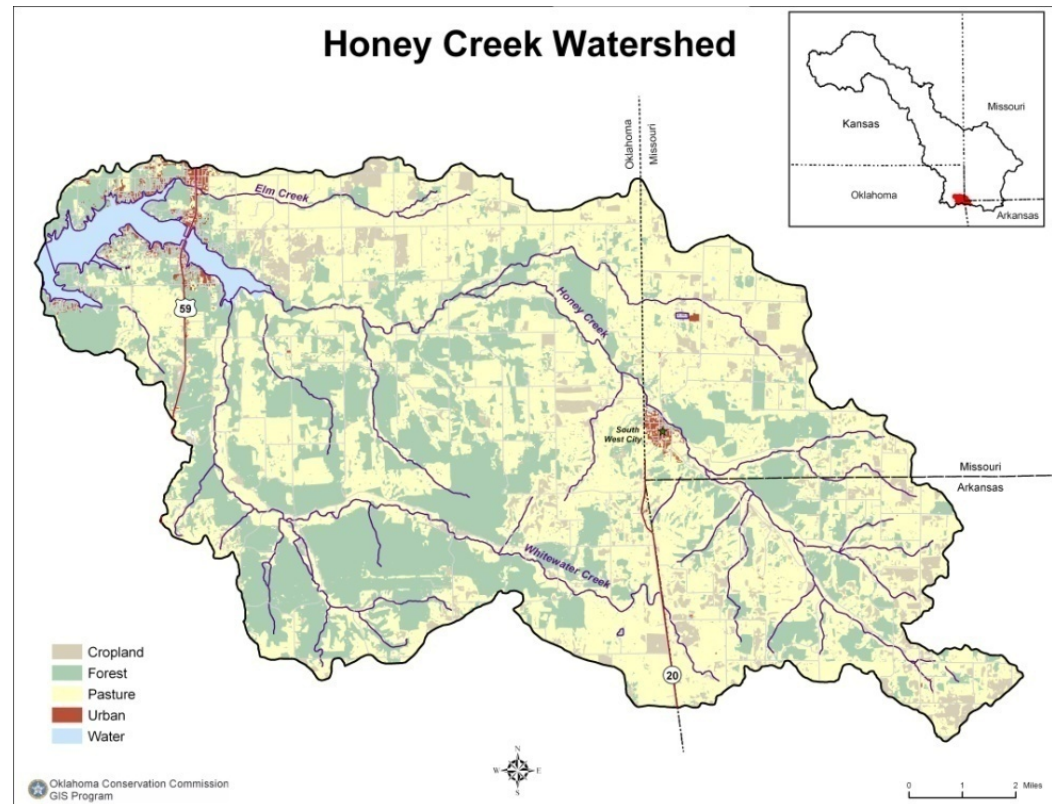 Honey Creek Watershed
Missouri
Kansas
Oklahoma
Arkansas
Oklahoma
Missouri
Elm Creek
59
Honey Creek
South
West City
Missouri
Arkansas
Whitewater Creek
20
Cropland
Forest
Pasture
Urban
Water
N
W E
S
Oklahoma Conservation Commission
GIS Program
0 1 2 Miles